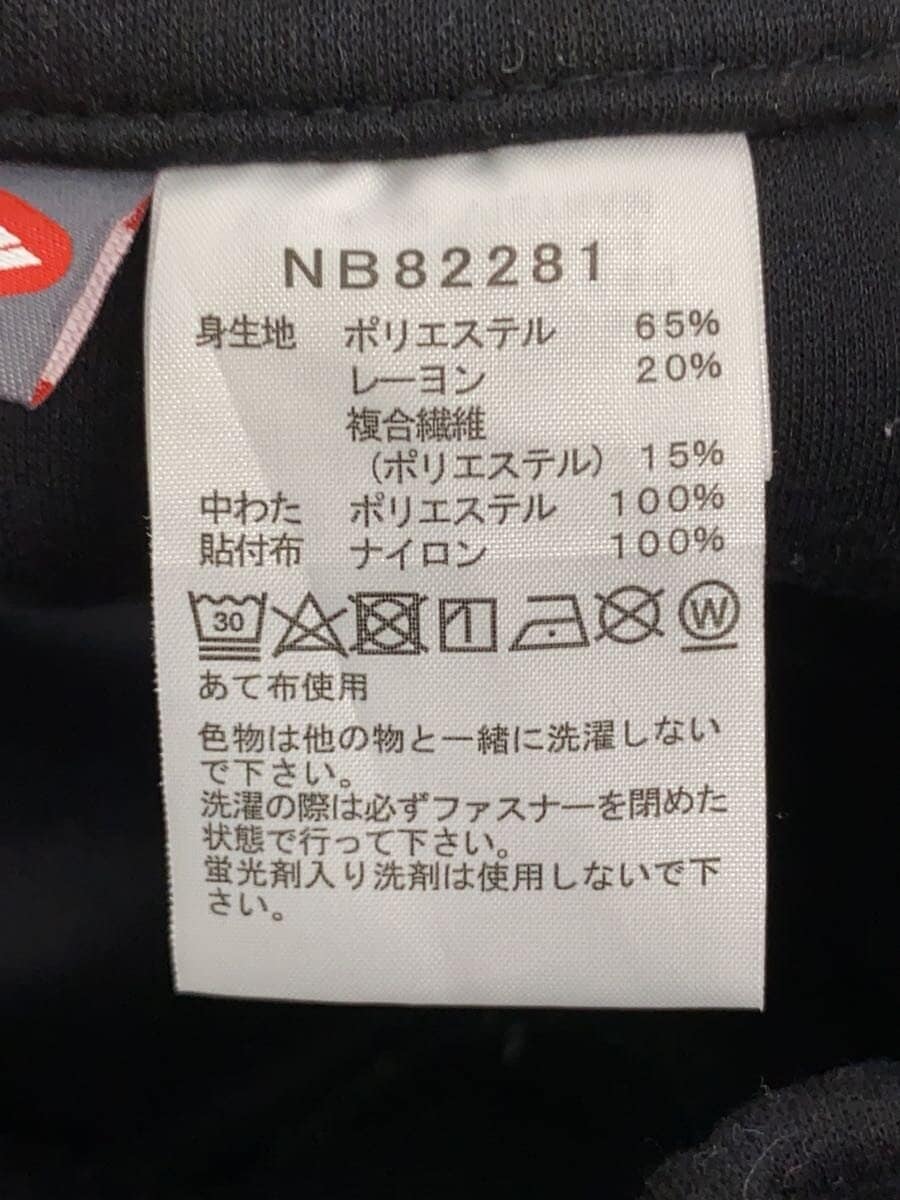 NB82281
身生地 ポリエステル 65%
レーヨン 20%
複合繊維
(ポリエステル) 15%
中わた ポリエステル 100%
貼付布 ナイロン 100%
30 W
あて布使用
色物は他の物と一緒に洗濯しない
で下さい。
洗濯の際は必ずファスナーを閉めた
状態で行って下さい。
蛍光剤入り洗剤は使用しないで下
さい。